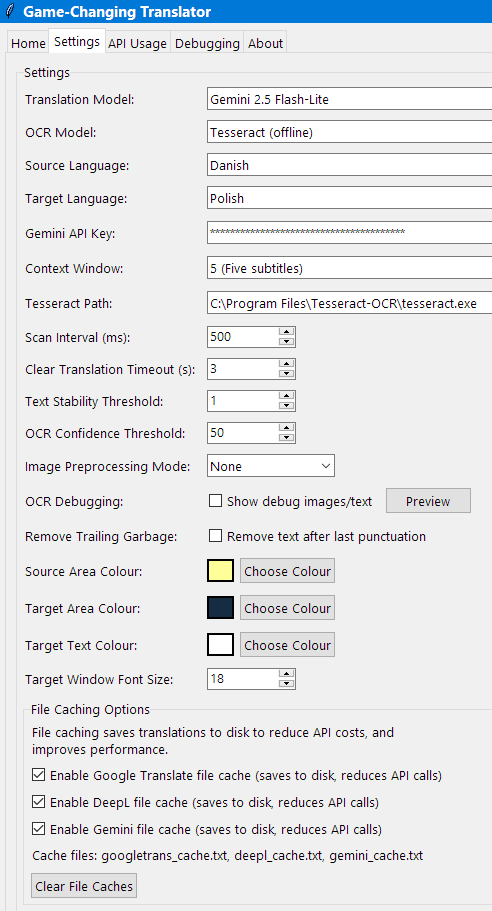 Game-Changing Translator
Home Settings API Usage Debugging About
Settings
Translation Model: Gemini 2.5 Flash-Lite
OCR Model: Tesseract (offline)
Source Language: Danish
Target Language: Polish
Gemini API Key: ***************************************
Context Window: 5 (Five subtitles)
Tesseract Path: C:\Program Files\Tesseract-OCR\tesseract.exe
Scan Interval (ms): 500
Clear Translation Timeout (s): 3
Text Stability Threshold: 1
OCR Confidence Threshold: 50
Image Preprocessing Mode: None
OCR Debugging: Show debug images/text Preview
Remove Trailing Garbage: Remove text after last punctuation
Source Area Colour: Choose Colour
Target Area Colour: Choose Colour
Target Text Colour: Choose Colour
Target Window Font Size: 18
File Caching Options
File caching saves translations to disk to reduce API costs, and
improves performance.
Enable Google Translate file cache (saves to disk, reduces API calls)
Enable DeepL file cache (saves to disk, reduces API calls)
Enable Gemini file cache (saves to disk, reduces API calls)
Cache files: googletrans_cache.txt, deepl_cache.txt, gemini_cache.txt
Clear File Caches